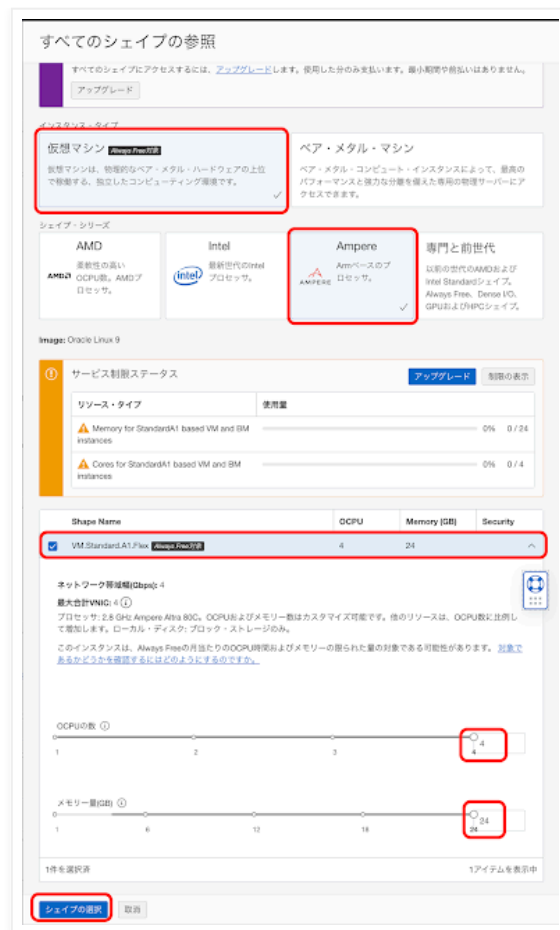 すべてのシェイプの参照
すべてのシェイプにアクセスするには、アップグレードします。使用した分のみ支払います。最小期間や前払いはありません。
アップグレード
インスタンス・タイプ
仮想マシン Always Free対象
仮想マシンは、物理的なベア・メタル・ハードウェアの上位
で稼働する、独立したコンピューティング環境です。
ベア・メタル・マシン
ベア・メタル・コンピュート・インスタンスによって、最高の
パフォーマンスと強力な分離を備えた専用の物理サーバーにア
クセスできます。
シェイプ・シリーズ
AMD
柔軟性の高い
OCPU数。AMDプ
ロセッサ。
AMD
Intel
最新世代のIntel
プロセッサ。
intel
Ampere
Armベースのプ
ロセッサ。
AMPERE
専門と前世代
以前の世代のAMDおよび
Intel Standardシェイプ。
Always Free、Dense I/O、
GPUおよびHPCシェイプ。
Image: Oracle Linux 9
サービス制限ステータス
アップグレード
制限の表示
リソース・タイプ 使用量
Memory for StandardA1 based VM and BM
instances
0% 0 / 24
Cores for StandardA1 based VM and BM
instances
0% 0 / 4
Shape Name OCPU Memory (GB) Security
VM.Standard.A1.Flex Always Free対象 4 24
ネットワーク帯域幅(Gbps): 4
最大合計VNIC: 4
プロセッサ: 2.8 GHz Ampere Altra 80C。OCPUおよびメモリー数はカスタマイズ可能です。他のリソースは、OCPU数に比例し
て増加します。ローカル・ディスク: ブロック・ストレージのみ。
このインスタンスは、Always Freeの月当たりのOCPU時間およびメモリーの限られた量の対象である可能性があります。 対象で
あるかどうかを確認するにはどのようにするのですか。
OCPUの数
4
1 2 3 4
メモリー量(GB)
24
1 6 12 18 24
1件を選択済
1アイテムを表示中
シェイプの選択
取消